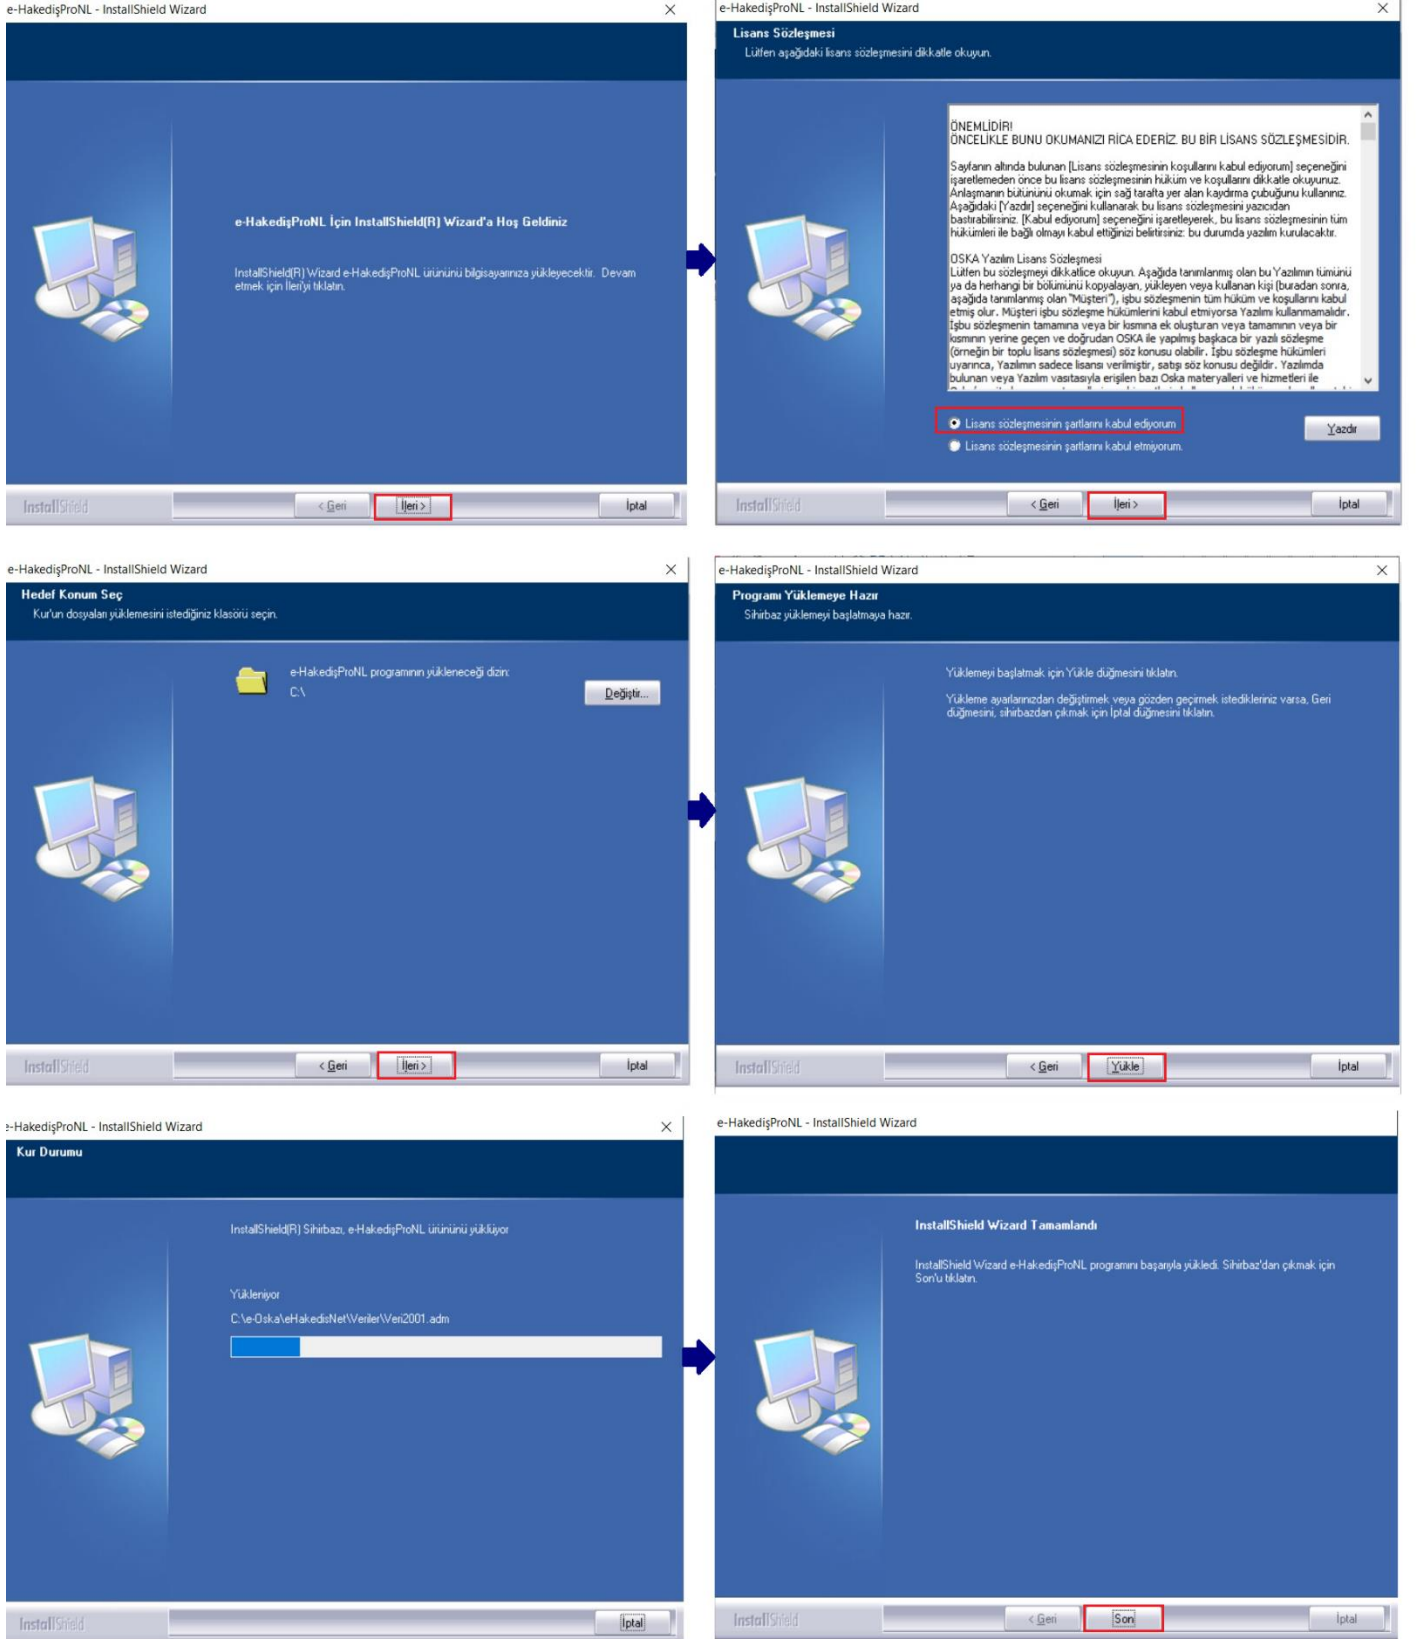 e-HakedişProNL - InstallShield Wizard
e-HakedişProNL İçin InstallShield(R) Wizard'a Hoş Geldiniz
InstallShield(R) Wizard e-HakedişProNL ürününü bilgisayarınıza yükleyecektir. Devam
etmek için İleri'yi tıklatın.
InstallShield
< Geri
İleri >
İptal
e-HakedişProNL - InstallShield Wizard
Lisans Sözleşmesi
Lütfen aşağıdaki lisans sözleşmesini dikkatle okuyun.
ÖNEMLİDİR!
ÖNCELİKLE BUNU OKUMANIZI RİCA EDERİZ. BU BİR LİSANS SÖZLEŞMESİDİR.
Sayfanın altında bulunan [Lisans sözleşmesinin koşullarını kabul ediyorum] seçeneğini
işaretlemeden önce bu lisans sözleşmesinin hüküm ve koşullarını dikkatle okuyunuz.
Anlaşmanın bütününü okumak için sağ tarafta yer alan kaydırma çubuğunu kullanınız.
Aşağıdaki [Yazdır] seçeneğini kullanarak bu lisans sözleşmesini yazıcıdan
bastırabilirsiniz. [Kabul ediyorum] seçeneğini işaretleyerek, bu lisans sözleşmesinin tüm
hükümleri ile bağlı olmayı kabul ettiğinizi belirtirsiniz: bu durumda yazılım kurulacaktır.
OSKA Yazılım Lisans Sözleşmesi
Lütfen bu sözleşmeyi dikkatlice okuyun. Aşağıda tanımlanmış olan bu Yazılımın tümünü
ya da herhangi bir bölümünü kopyalayan, yükleyen veya kullanan kişi (buradan sonra,
aşağıda tanımlanmış olan "Müşteri"), işbu sözleşmenin tüm hüküm ve koşullarını kabul
etmiş olur. Müşteri işbu sözleşme hükümlerini kabul etmiyorsa Yazılımı kullanmamalıdır.
İşbu sözleşmenin tamamına veya bir kısmına ek oluşturan veya tamamının veya bir
kısmının yerine geçen ve doğrudan OSKA ile yapılmış başkaca bir yazılı sözleşme
(örneğin bir toplu lisans sözleşmesi) söz konusu olabilir. İşbu sözleşme hükümleri
uyarınca, Yazılımın sadece lisansı verilmiştir, satışı söz konusu değildir. Yazılımda
bulunan veya Yazılım vasıtasıyla erişilen bazı Oska materyalleri ve hizmetleri ile
Lisans sözleşmesinin şartlarını kabul ediyorum
Lisans sözleşmesinin şartlarını kabul etmiyorum.
Yazdır
InstallShield
< Geri
İleri >
İptal
e-HakedişProNL - InstallShield Wizard
Hedef Konum Seç
Kur'un dosyaları yüklemesini istediğiniz klasörü seçin.
e-HakedişProNL programının yükleneceği dizin:
C:\
Değiştir...
InstallShield
< Geri
İleri >
İptal
e-HakedişProNL - InstallShield Wizard
Programı Yüklemeye Hazır
Sihirbaz yüklemeyi başlatmaya hazır.
Yüklemeyi başlatmak için Yükle düğmesini tıklatın.
Yükleme ayarlarınızdan değiştirmek veya gözden geçirmek istedikleriniz varsa, Geri
düğmesini, sihirbazdan çıkmak için İptal düğmesini tıklatın.
InstallShield
< Geri
Yükle
İptal
e-HakedişProNL - InstallShield Wizard
Kur Durumu
InstallShield(R) Sihirbazı, e-HakedişProNL ürününü yüklüyor
Yükleniyor
C:\e-Oska\eHakedisNet\Veriler\Veri2001.adm
InstallShield
İptal
e-HakedişProNL - InstallShield Wizard
InstallShield Wizard Tamamlandı
InstallShield Wizard e-HakedişProNL programını başarıyla yükledi. Sihirbaz'dan çıkmak için
Son'u tıklatın.
InstallShield
< Geri
Son
İptal